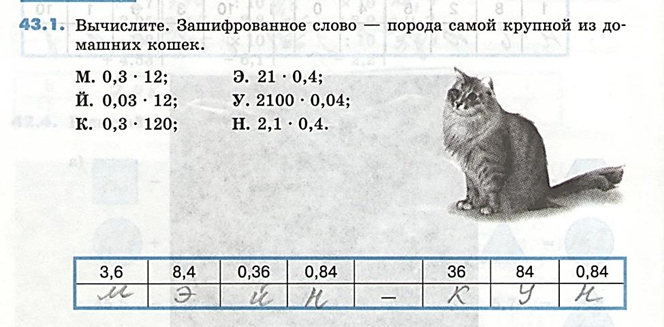 43.1. Вычислите. Зашифрованное слово — порода самой крупной из до-
машних кошек.
М. 0,3 · 12; Э. 21 · 0,4;
Й. 0,03 · 12; У. 2100 · 0,04;
К. 0,3 · 120; Н. 2,1 · 0,4.
3,6 8,4 0,36 0,84 36 84 0,84
М Э Й Н – К У Н